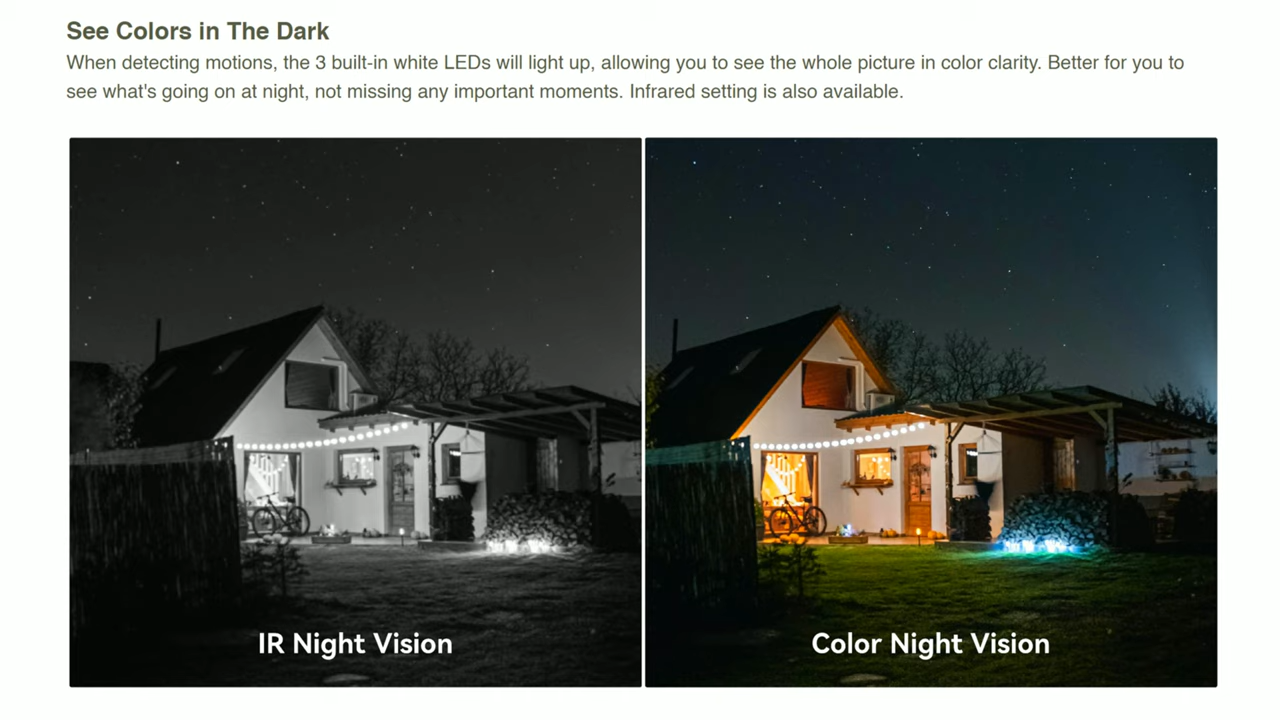 See Colors in The Dark
When detecting motions, the 3 built-in white LEDs will light up, allowing you to see the whole picture in color clarity. Better for you to
see what's going on at night, not missing any important moments. Infrared setting is also available.
IR Night Vision
Color Night Vision